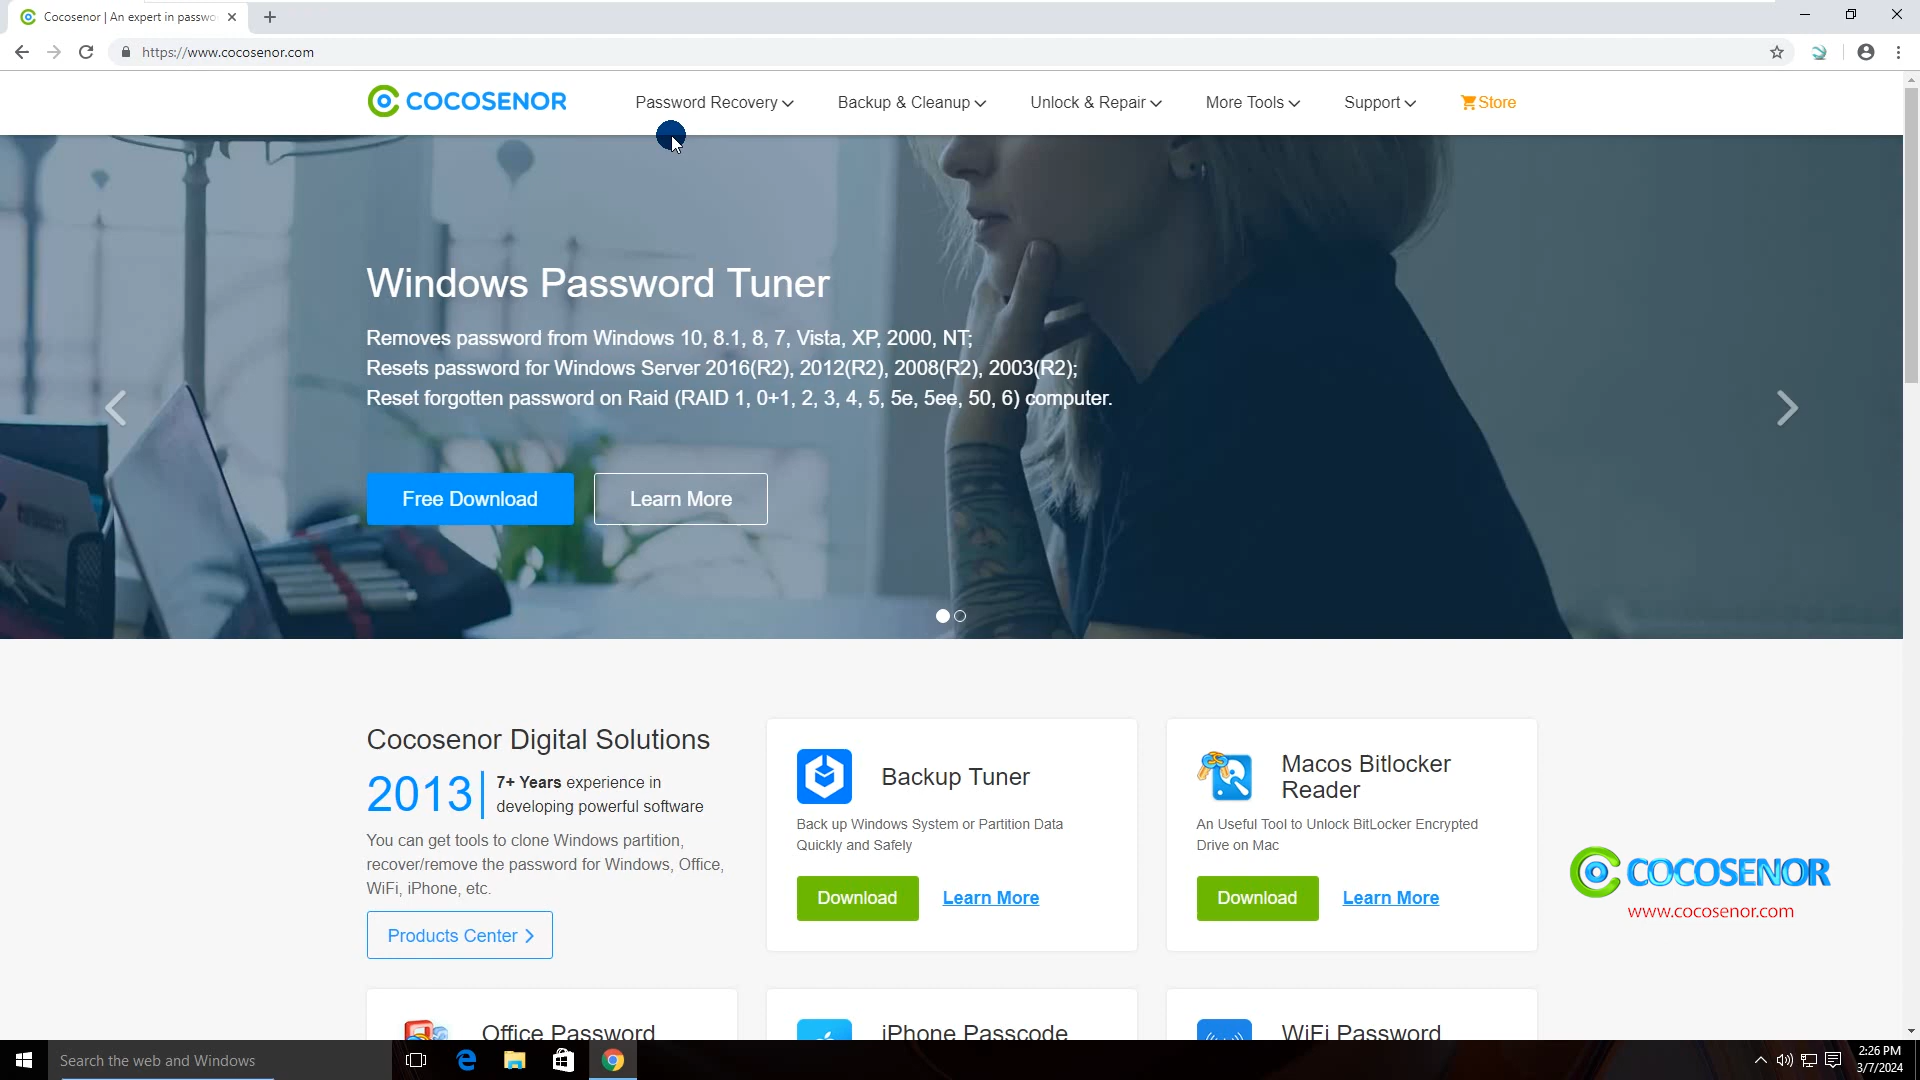 Cocosenor | An expert in passwo
https://www.cocosenor.com
COCOSENOR
Password Recovery
Backup & Cleanup
Unlock & Repair
More Tools
Support
Store
Windows Password Tuner
Removes password from Windows 10, 8.1, 8, 7, Vista, XP, 2000, NT;
Resets password for Windows Server 2016(R2), 2012(R2), 2008(R2), 2003(R2);
Reset forgotten password on Raid (RAID 1, 0+1, 2, 3, 4, 5, 5e, 5ee, 50, 6) computer.
Free Download
Learn More
Cocosenor Digital Solutions
2013
7+ Years experience in
developing powerful software
You can get tools to clone Windows partition,
recover/remove the password for Windows, Office,
WiFi, iPhone, etc.
Products Center
Backup Tuner
Back up Windows System or Partition Data
Quickly and Safely
Download
Learn More
Macos Bitlocker
Reader
An Useful Tool to Unlock BitLocker Encrypted
Drive on Mac
Download
Learn More
COCOSENOR
www.cocosenor.com
Office Password
iPhone Passcode
WiFi Password
Search the web and Windows
2:26 PM
3/7/2024